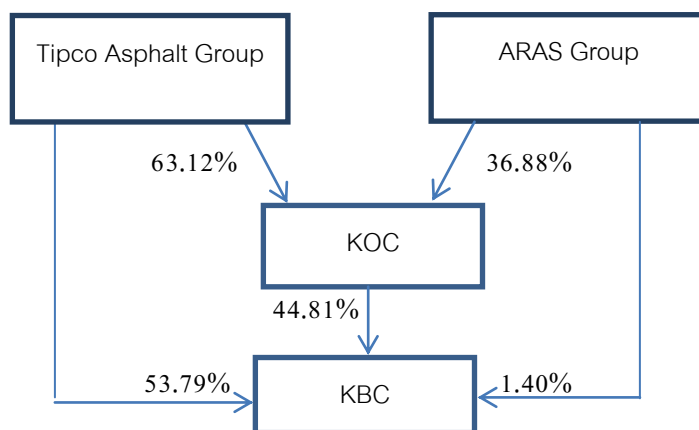 Tipco Asphalt Group
ARAS Group
63.12%
36.88%
KOC
44.81%
53.79%
KBC
1.40%